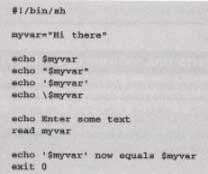 #!/bin/sh
myvar="Hi there"
echo $myvar
echo "$myvar"
echo '$myvar'
echo \$myvar
echo Enter some text
read myvar
echo '$myvar' now equals $myvar
exit 0